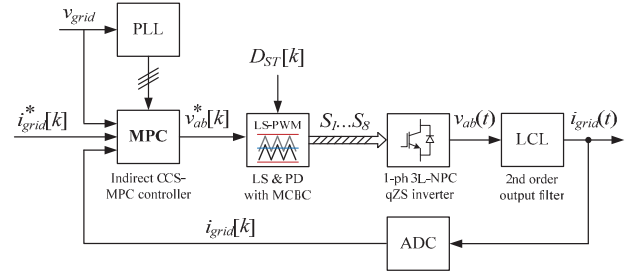 v_grid
PLL
D_ST[k]
i*_grid[k]
MPC
v*_ab[k]
LS-PWM
S_1...S_8
v_ab(t)
LCL
i_grid(t)
Indirect CCS-
MPC controller
LS & PD
with MCBC
1-ph 3L-NPC
qZS inverter
2nd order
output filter
i_grid[k]
ADC